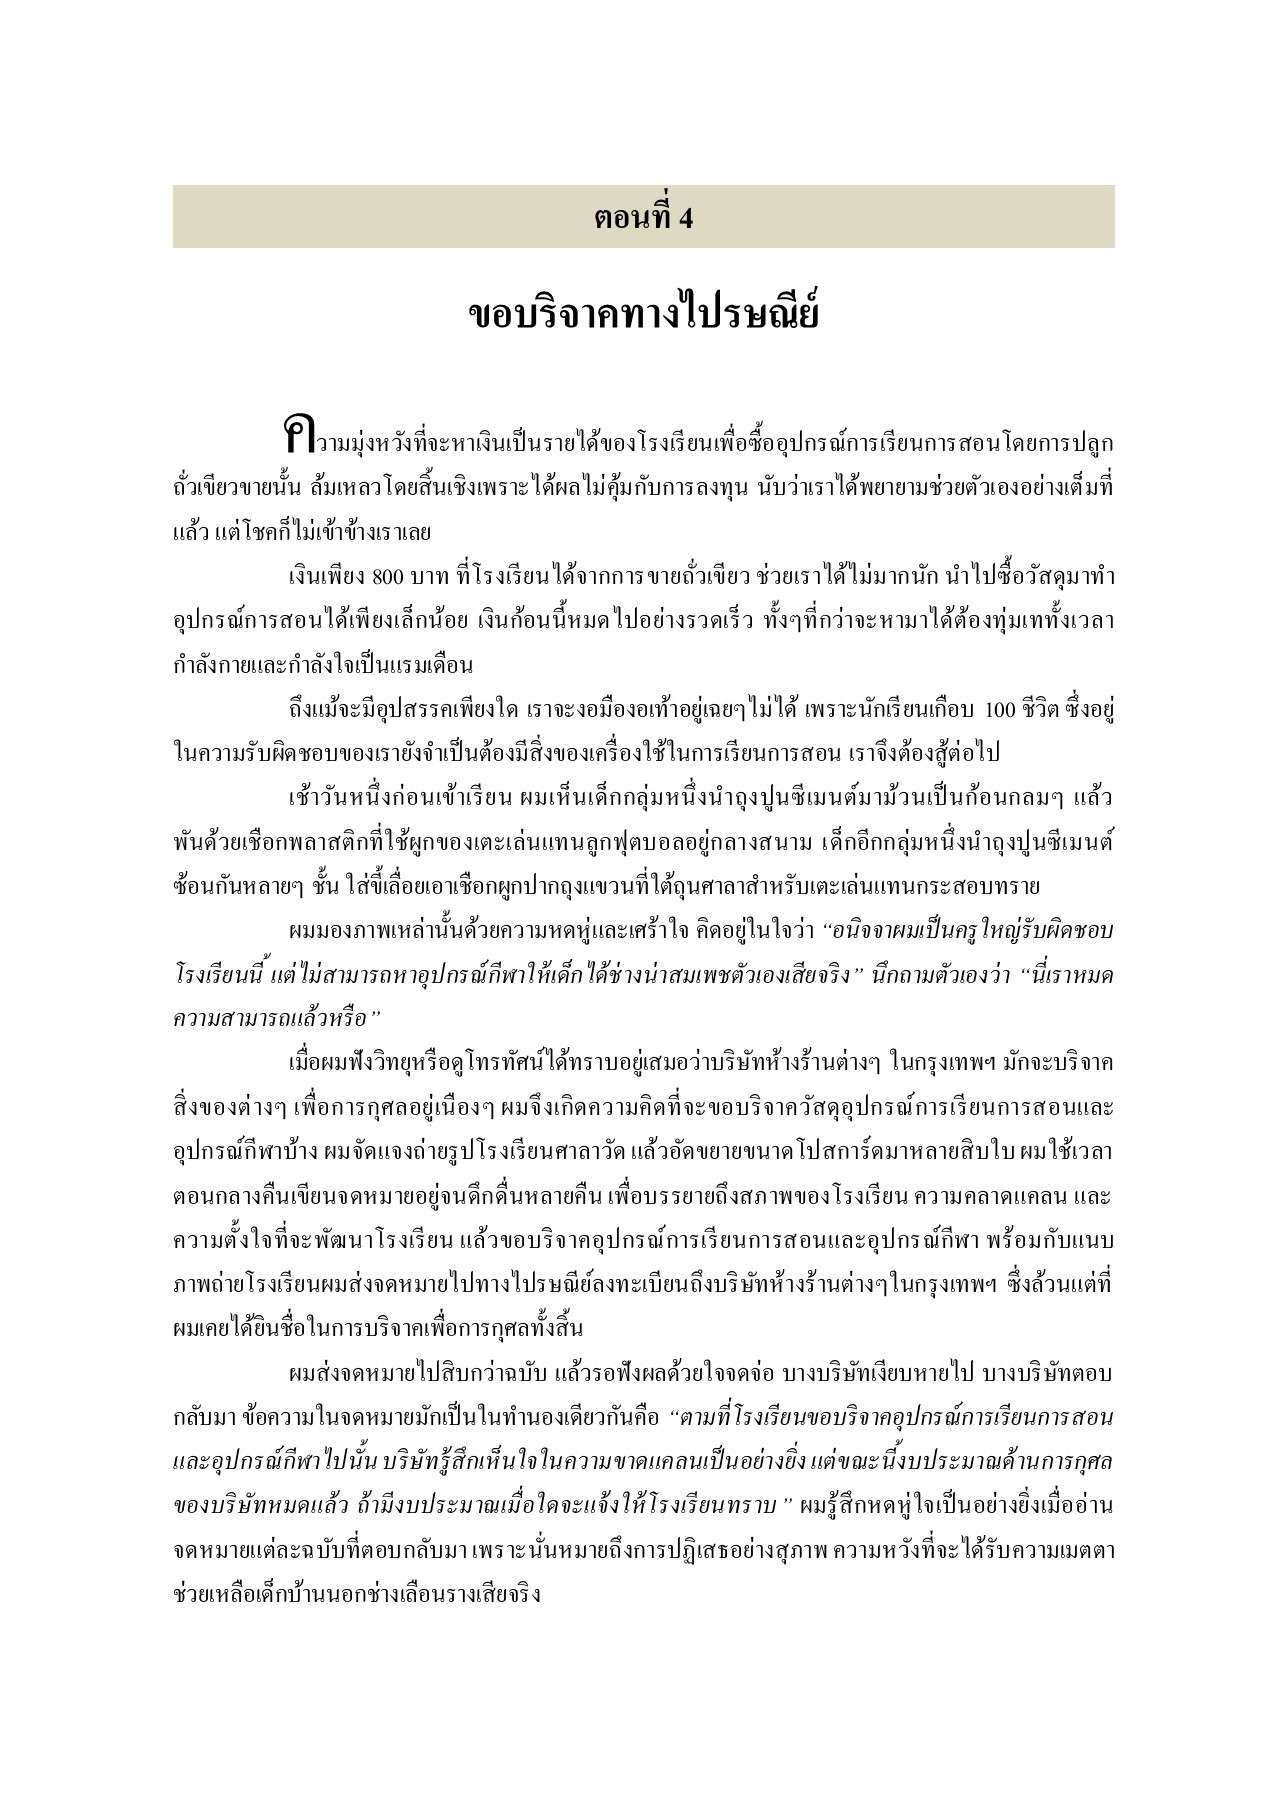 ตอนที่ 4
ขอบริจาคทางไปรษณีย์
ความมุ่งหวังที่จะหาเงินเป็นรายได้ของโรงเรียนเพื่อซื้ออุปกรณ์การเรียนการสอนโดยการปลูก
ถั่วเขียวขายนั้น ล้มเหลวโดยสิ้นเชิงเพราะได้ผลไม่คุ้มกับการลงทุน นับว่าเราได้พยายามช่วยตัวเองอย่างเต็มที่
แล้ว แต่โชคก็ไม่เข้าข้างเราเลย
เงินเพียง 800 บาท ที่โรงเรียนได้จากการขายถั่วเขียว ช่วยเราได้ไม่มากนัก นำไปซื้อวัสดุมาทำ
อุปกรณ์การสอนได้เพียงเล็กน้อย เงินก้อนนี้หมดไปอย่างรวดเร็ว ทั้งๆที่กว่าจะหามาได้ต้องทุ่มเททั้งเวลา
กำลังกายและกำลังใจเป็นแรมเดือน
ถึงแม้จะมีอุปสรรคเพียงใด เราจะงอมืองอเท้าอยู่เฉยๆไม่ได้ เพราะนักเรียนเกือบ 100 ชีวิต ซึ่งอยู่
ในความรับผิดชอบของเรายังจำเป็นต้องมีสิ่งของเครื่องใช้ในการเรียนการสอน เราจึงต้องสู้ต่อไป
เช้าวันหนึ่งก่อนเข้าเรียน ผมเห็นเด็กกลุ่มหนึ่งนำถุงปูนซีเมนต์มาม้วนเป็นก้อนกลมๆ แล้ว
พันด้วยเชือกพลาสติกที่ใช้ผูกของเตะเล่นแทนลูกฟุตบอลอยู่กลางสนาม เด็กอีกกลุ่มหนึ่งนำถุงปูนซีเมนต์
ซ้อนกันหลายๆ ชั้น ใส่ขี้เลื่อยเอาเชือกผูกปากถุงแขวนที่ใต้ถุนศาลาสำหรับเตะเล่นแทนกระสอบทราย
ผมมองภาพเหล่านั้นด้วยความหดหู่และเศร้าใจ คิดอยู่ในใจว่า “อนิจจาผมเป็นครูใหญ่รับผิดชอบ
โรงเรียนนี้ แต่ไม่สามารถหาอุปกรณ์กีฬาให้เด็กได้ช่างน่าสมเพชตัวเองเสียจริง” นึกถามตัวเองว่า “นี่เราหมด
ความสามารถแล้วหรือ”
เมื่อผมฟังวิทยุหรือดูโทรทัศน์ได้ทราบอยู่เสมอว่าบริษัทห้างร้านต่างๆ ในกรุงเทพฯ มักจะบริจาค
สิ่งของต่างๆ เพื่อการกุศลอยู่เนืองๆ ผมจึงเกิดความคิดที่จะขอบริจาควัสดุอุปกรณ์การเรียนการสอนและ
อุปกรณ์กีฬาบ้าง ผมจัดแจงถ่ายรูปโรงเรียนศาลาวัด แล้วอัดขยายขนาดโปสการ์ดมาหลายสิบใบ ผมใช้เวลา
ตอนกลางคืนเขียนจดหมายอยู่จนดึกดื่นหลายคืน เพื่อบรรยายถึงสภาพของโรงเรียน ความคลาดแคลน และ
ความตั้งใจที่จะพัฒนาโรงเรียน แล้วขอบริจาคอุปกรณ์การเรียนการสอนและอุปกรณ์กีฬา พร้อมกับแนบ
ภาพถ่ายโรงเรียนผมส่งจดหมายไปทางไปรษณีย์ลงทะเบียนถึงบริษัทห้างร้านต่างๆในกรุงเทพฯ ซึ่งล้วนแต่ที่
ผมเคยได้ยินชื่อในการบริจาคเพื่อการกุศลทั้งสิ้น
ผมส่งจดหมายไปสิบกว่าฉบับ แล้วรอฟังผลด้วยใจจดจ่อ บางบริษัทเงียบหายไป บางบริษัทตอบ
กลับมา ข้อความในจดหมายมักเป็นในทำนองเดียวกันคือ “ตามที่โรงเรียนขอบริจาคอุปกรณ์การเรียนการสอน
และอุปกรณ์กีฬาไปนั้น บริษัทรู้สึกเห็นใจในความขาดแคลนเป็นอย่างยิ่ง แต่ขณะนี้งบประมาณด้านการกุศล
ของบริษัทหมดแล้ว ถ้ามีงบประมาณเมื่อใดจะแจ้งให้โรงเรียนทราบ” ผมรู้สึกหดหู่ใจเป็นอย่างยิ่งเมื่ออ่าน
จดหมายแต่ละฉบับที่ตอบกลับมา เพราะนั่นหมายถึงการปฏิเสธอย่างสุภาพ ความหวังที่จะได้รับความเมตตา
ช่วยเหลือเด็กบ้านนอกช่างเลือนรางเสียจริง